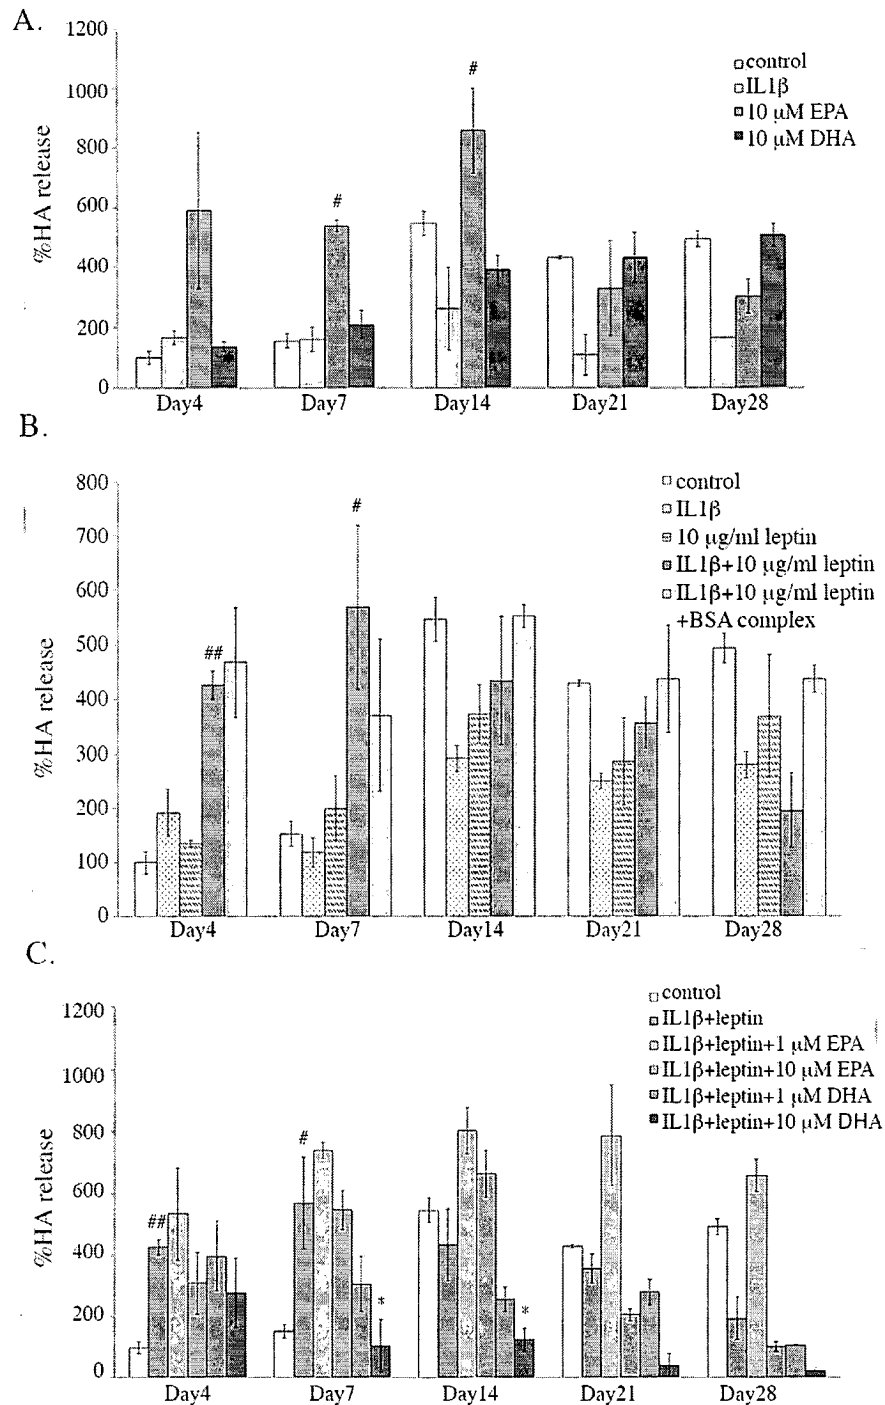 A.
1200
1000
800
600
400
200
0
%HA release
#
#
control
IL1β
10 μM EPA
10 μM DHA
Day4 Day7 Day14 Day21 Day28
B.
800
700
600
500
400
300
200
100
0
%HA release
##
#
control
IL1β
10 μg/ml leptin
IL1β+10 μg/ml leptin
IL1β+10 μg/ml leptin
+BSA complex
Day4 Day7 Day14 Day21 Day28
C.
1200
1000
800
600
400
200
0
%HA release
##
#
*
*
control
IL1β+leptin
IL1β+leptin+1 μM EPA
IL1β+leptin+10 μM EPA
IL1β+leptin+1 μM DHA
IL1β+leptin+10 μM DHA
Day4 Day7 Day14 Day21 Day28